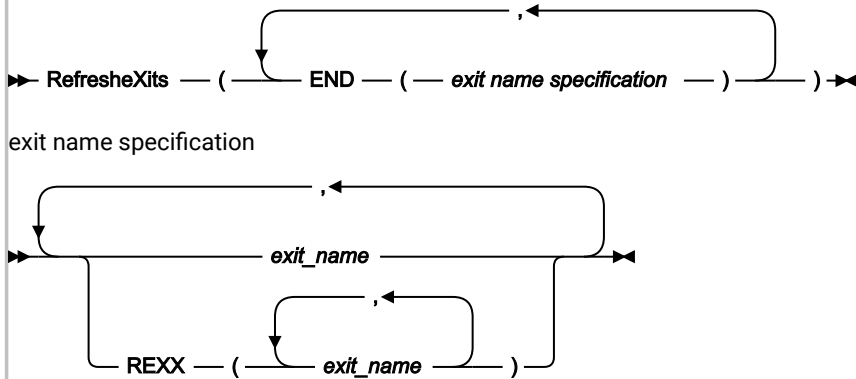 ,
RefresheXits ( END ( exit name specification ) )
exit name specification
,
exit_name
,
REXX ( exit_name )